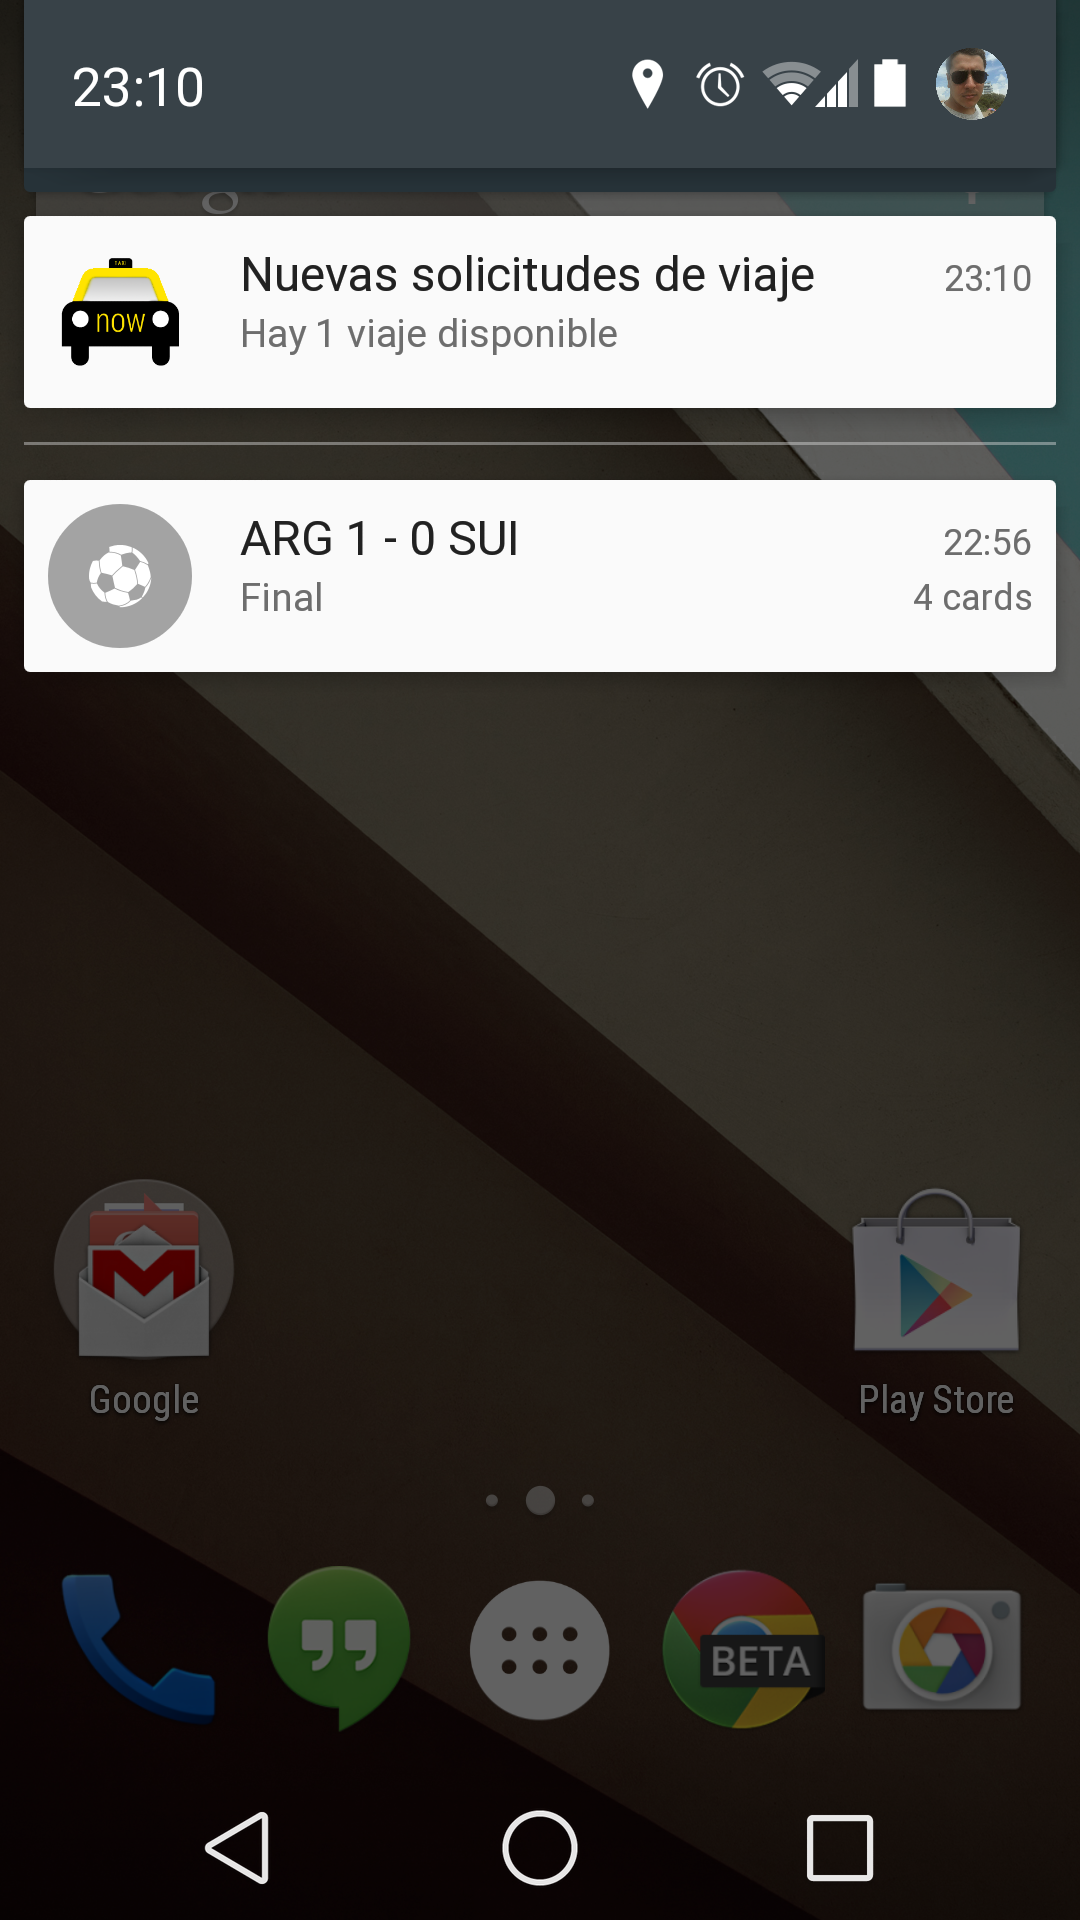 23:10
TAXI
now
Nuevas solicitudes de viaje
23:10
Hay 1 viaje disponible
ARG 1 - 0 SUI
22:56
Final
4 cards
Google
Play Store
BETA